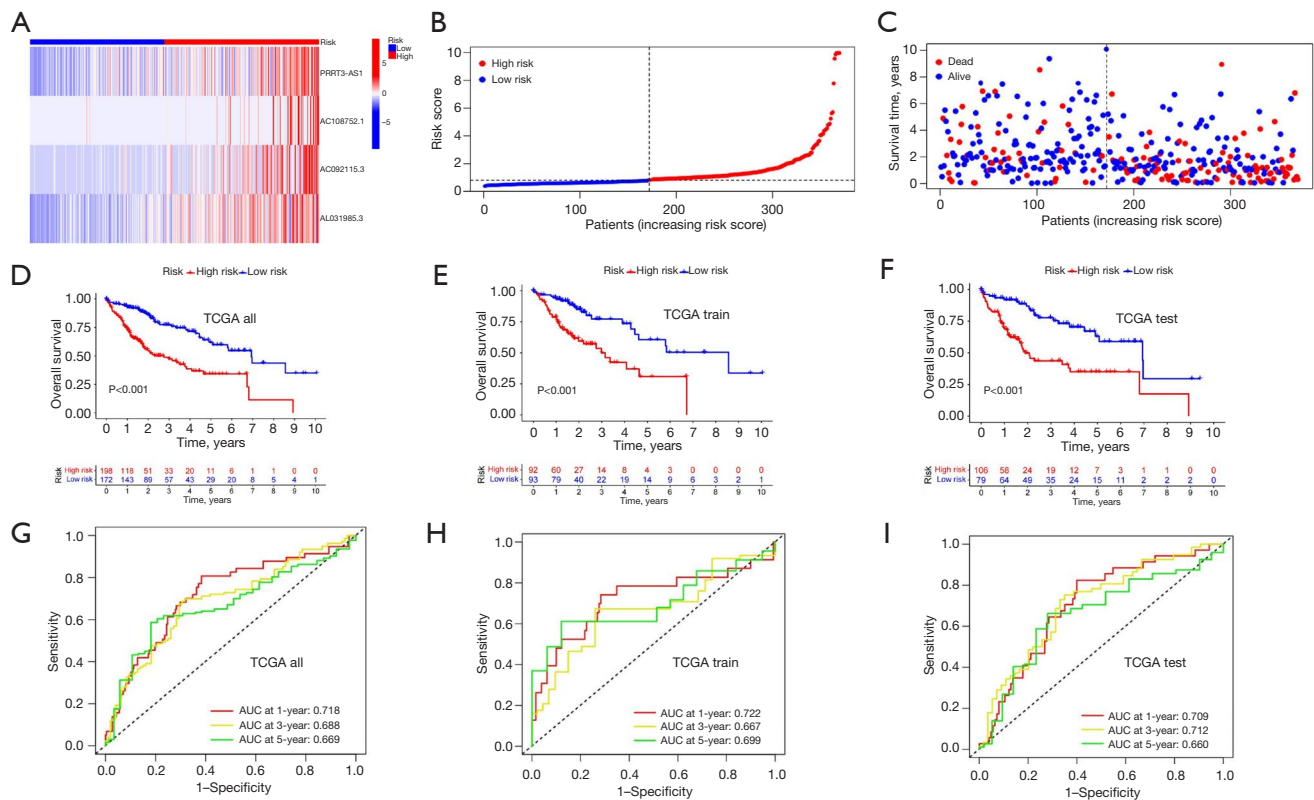 A
Risk
Risk
Low
High
5
0
−5
PRRT3-AS1
AC108752.1
AC092115.3
AL031985.3
B
Risk score
10
8
6
4
2
0
High risk
Low risk
0 100 200 300
Patients (increasing risk score)
C
Survival time, years
10
8
6
4
2
0
Dead
Alive
0 100 200 300
Patients (increasing risk score)
D
Risk High risk Low risk
Overall survival
1.00
0.75
0.50
0.25
0.00
TCGA all
P<0.001
0 1 2 3 4 5 6 7 8 9 10
Time, years
Risk
High risk 198 118 51 33 20 11 6 1 1 0 0
Low risk 172 143 89 57 43 29 20 8 5 4 1
0 1 2 3 4 5 6 7 8 9 10
Time, years
E
Risk High risk Low risk
Overall survival
1.00
0.75
0.50
0.25
0.00
TCGA train
P<0.001
0 1 2 3 4 5 6 7 8 9 10
Time, years
Risk
High risk 92 60 27 14 8 4 3 0 0 0 0
Low risk 93 79 40 22 19 14 9 6 3 2 1
0 1 2 3 4 5 6 7 8 9 10
Time, years
F
Risk High risk Low risk
Overall survival
1.00
0.75
0.50
0.25
0.00
TCGA test
P<0.001
0 1 2 3 4 5 6 7 8 9 10
Time, years
Risk
High risk 106 58 24 19 12 7 3 1 1 0 0
Low risk 79 64 49 35 24 15 11 2 2 2 0
0 1 2 3 4 5 6 7 8 9 10
Time, years
G
Sensitivity
1.0
0.8
0.6
0.4
0.2
0.0
TCGA all
AUC at 1-year: 0.718
AUC at 3-year: 0.688
AUC at 5-year: 0.669
0.0 0.2 0.4 0.6 0.8 1.0
1−Specificity
H
Sensitivity
1.0
0.8
0.6
0.4
0.2
0.0
TCGA train
AUC at 1-year: 0.722
AUC at 3-year: 0.667
AUC at 5-year: 0.699
0.0 0.2 0.4 0.6 0.8 1.0
1−Specificity
I
Sensitivity
1.0
0.8
0.6
0.4
0.2
0.0
TCGA test
AUC at 1-year: 0.709
AUC at 3-year: 0.712
AUC at 5-year: 0.660
0.0 0.2 0.4 0.6 0.8 1.0
1−Specificity